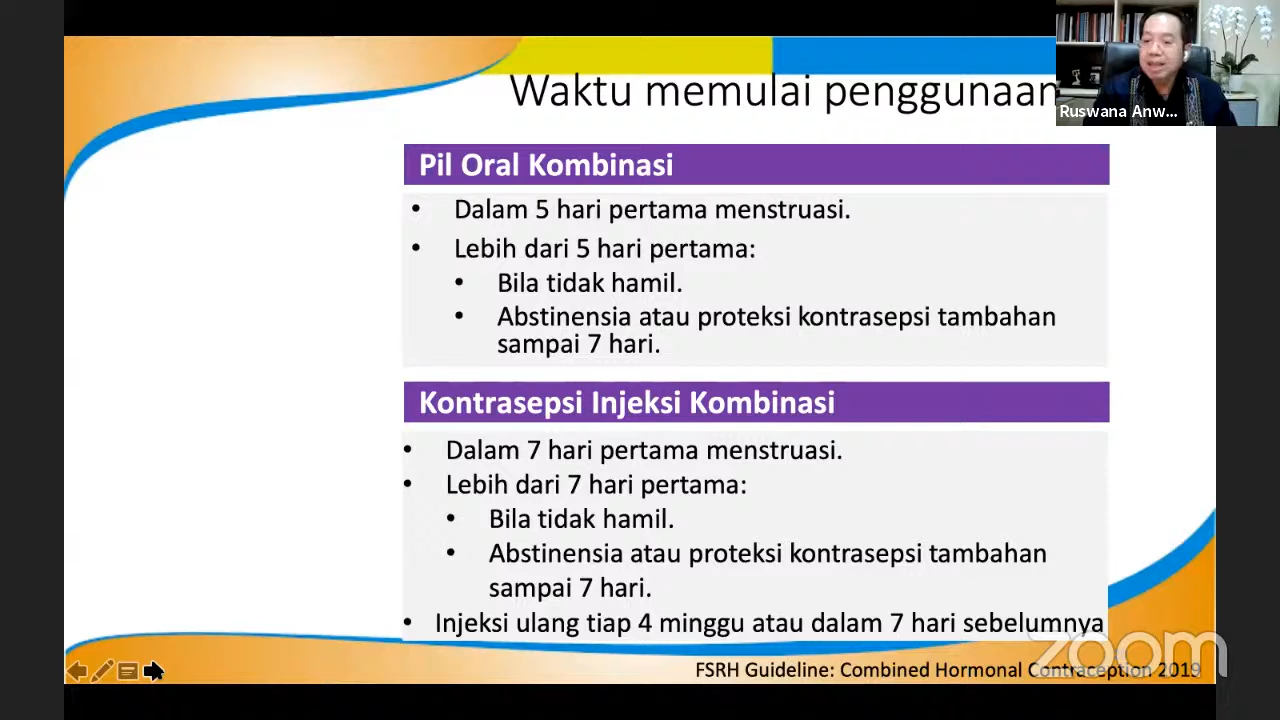 Waktu memulai penggunaan
Ruswana Anw...
Pil Oral Kombinasi
• Dalam 5 hari pertama menstruasi.
• Lebih dari 5 hari pertama:
• Bila tidak hamil.
• Abstinensia atau proteksi kontrasepsi tambahan
sampai 7 hari.
Kontrasepsi Injeksi Kombinasi
• Dalam 7 hari pertama menstruasi.
• Lebih dari 7 hari pertama:
• Bila tidak hamil.
• Abstinensia atau proteksi kontrasepsi tambahan
sampai 7 hari.
• Injeksi ulang tiap 4 minggu atau dalam 7 hari sebelumnya
zoom
FSRH Guideline: Combined Hormonal Contraception 2019